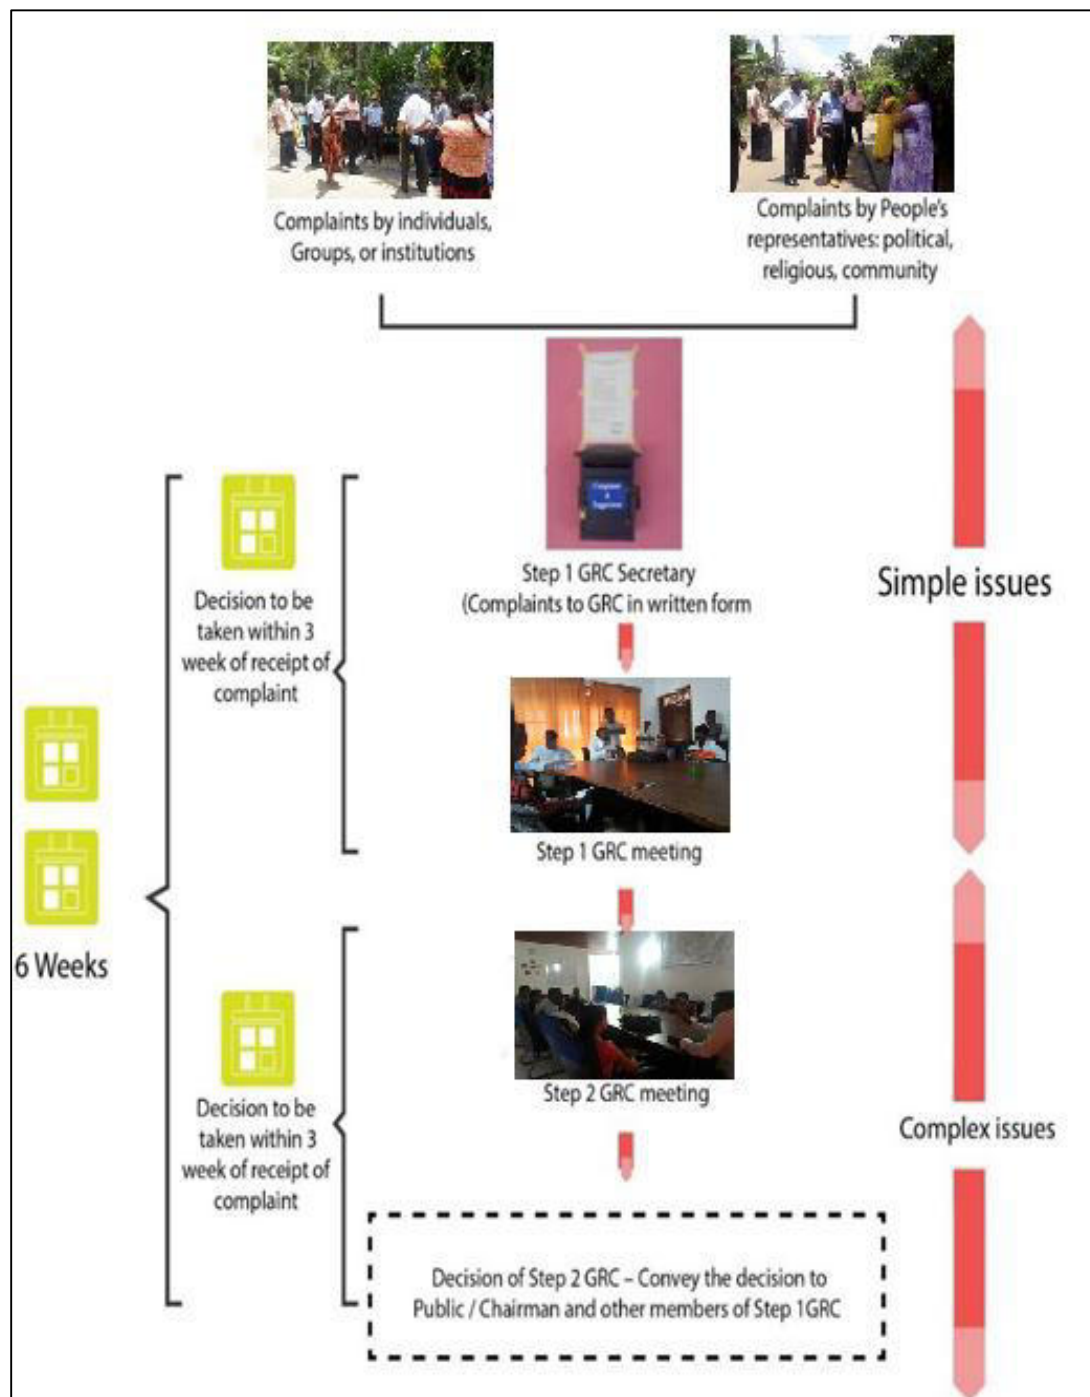 Complaints by individuals,
Groups, or institutions
Complaints by People's
representatives: political,
religious, community
Complaint
&
Step 1 GRC Secretary
(Complaints to GRC in written form
Simple issues
Decision to be
taken within 3
week of receipt of
complaint
Step 1 GRC meeting
6 Weeks
Step 2 GRC meeting
Decision to be
taken within 3
week of receipt of
complaint
Complex issues
Decision of Step 2 GRC – Convey the decision to
Public / Chairman and other members of Step 1GRC